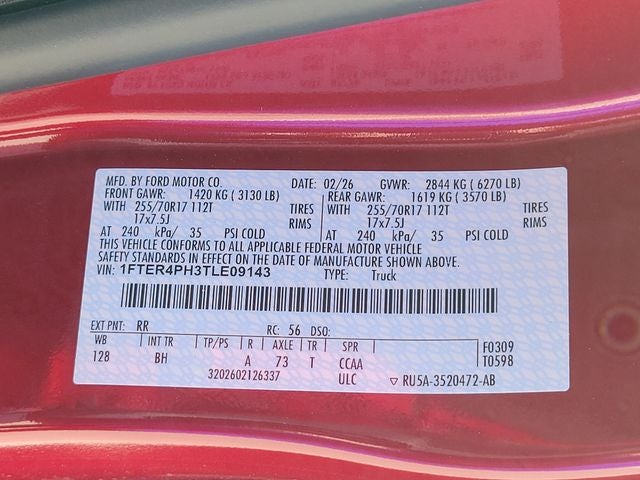 MFD. BY FORD MOTOR CO. 02/26 GVWR: 2844 KG (6270 LB)
FRONT GAWR: 1420 KG (3130 LB) REAR GAWR: 1619 KG (3570 LB)
WITH 255/70R17 112T TIRES WITH 255/70R17 112T TIRES
17x7.5J RIMS 17x7.5J RIMS
AT 240 kPa/ 35 PSI COLD AT 240 kPa/ 35 PSI COLD
THIS VEHICLE CONFORMS TO ALL APPLICABLE FEDERAL MOTOR VEHICLE
SAFETY STANDARDS IN EFFECT ON THE DATE OF MANUFACTURE SHOWN ABOVE.
VIN: 1FTER4PH3TLE09143 TYPE: Truck
EXT PNT: RR RC: 56 DSO: F0309
WB INT TR TP/PS R AXLE TR SPR T0598
128 BH A 73 T CCAA
3202602126337 ULC ▽ RU5A-3520472-AB